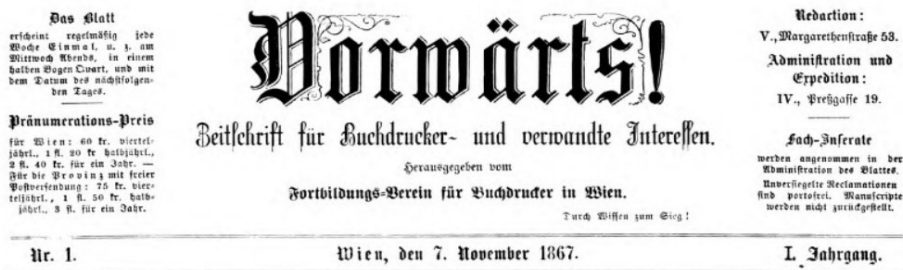 Das Blatt
erscheint regelmäßig jede
Woche Einmal, u. z. am
Mittwoch Abends, in einem
halben Bogen Quart, und mit
dem Datum des nächstfolgen-
den Tages.
Pränumerations-Preis
für Wien: 60 kr. viertel-
jährl., 1 fl. 20 kr halbjährl.,
2 fl. 40 kr. für ein Jahr. —
Für die Provinz mit freier
Postversendung: 75 kr. vier-
teljährl., 1 fl. 50 kr. halb-
jährl., 3 fl. für ein Jahr.
Vorwärts!
Zeitschrift für Buchdrucker- und verwandte Interessen.
Herausgegeben vom
Fortbildungs-Verein für Buchdrucker in Wien.
Durch Wissen zum Sieg!
Redaction:
V., Margarethenstraße 53.
Administration und
Expedition:
IV., Preßgasse 19.
Fach-Inserate
werden angenommen in der
Administration des Blattes.
Unversiegelte Reclamationen
sind portofrei. Manuscripte
werden nicht zurückgestellt.
Nr. 1.
Wien, den 7. November 1867.
I. Jahrgang.